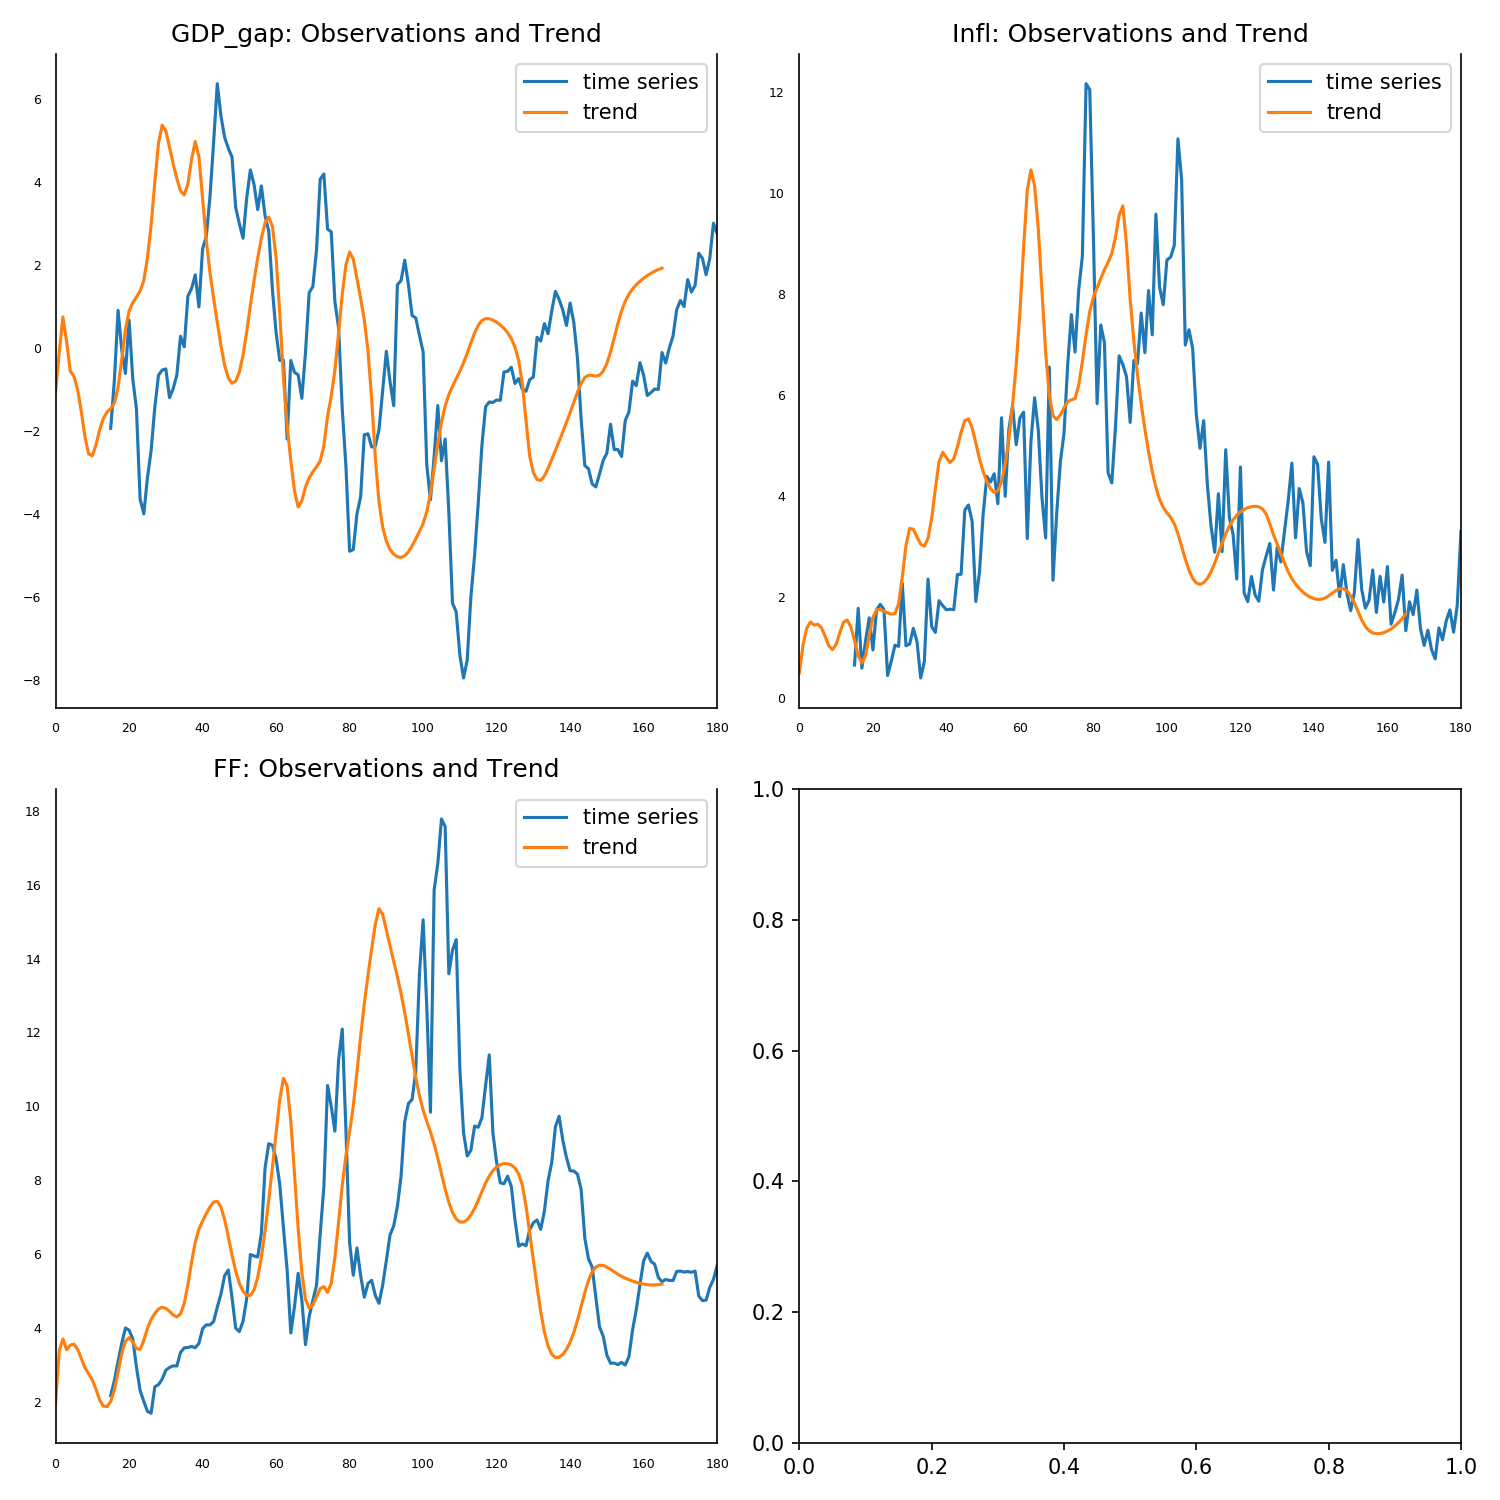 GDP_gap: Observations and Trend
time series
trend
6
4
2
0
−2
−4
−6
−8
0 20 40 60 80 100 120 140 160 180
Infl: Observations and Trend
time series
trend
12
10
8
6
4
2
0
0 20 40 60 80 100 120 140 160 180
FF: Observations and Trend
time series
trend
18
16
14
12
10
8
6
4
2
0 20 40 60 80 100 120 140 160 180
1.0
0.8
0.6
0.4
0.2
0.0
0.0 0.2 0.4 0.6 0.8 1.0